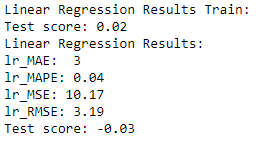 Linear Regression Results Train:
Test score: 0.02
Linear Regression Results:
lr_MAE:  3
lr_MAPE: 0.04
lr_MSE: 10.17
lr_RMSE: 3.19
Test score: -0.03